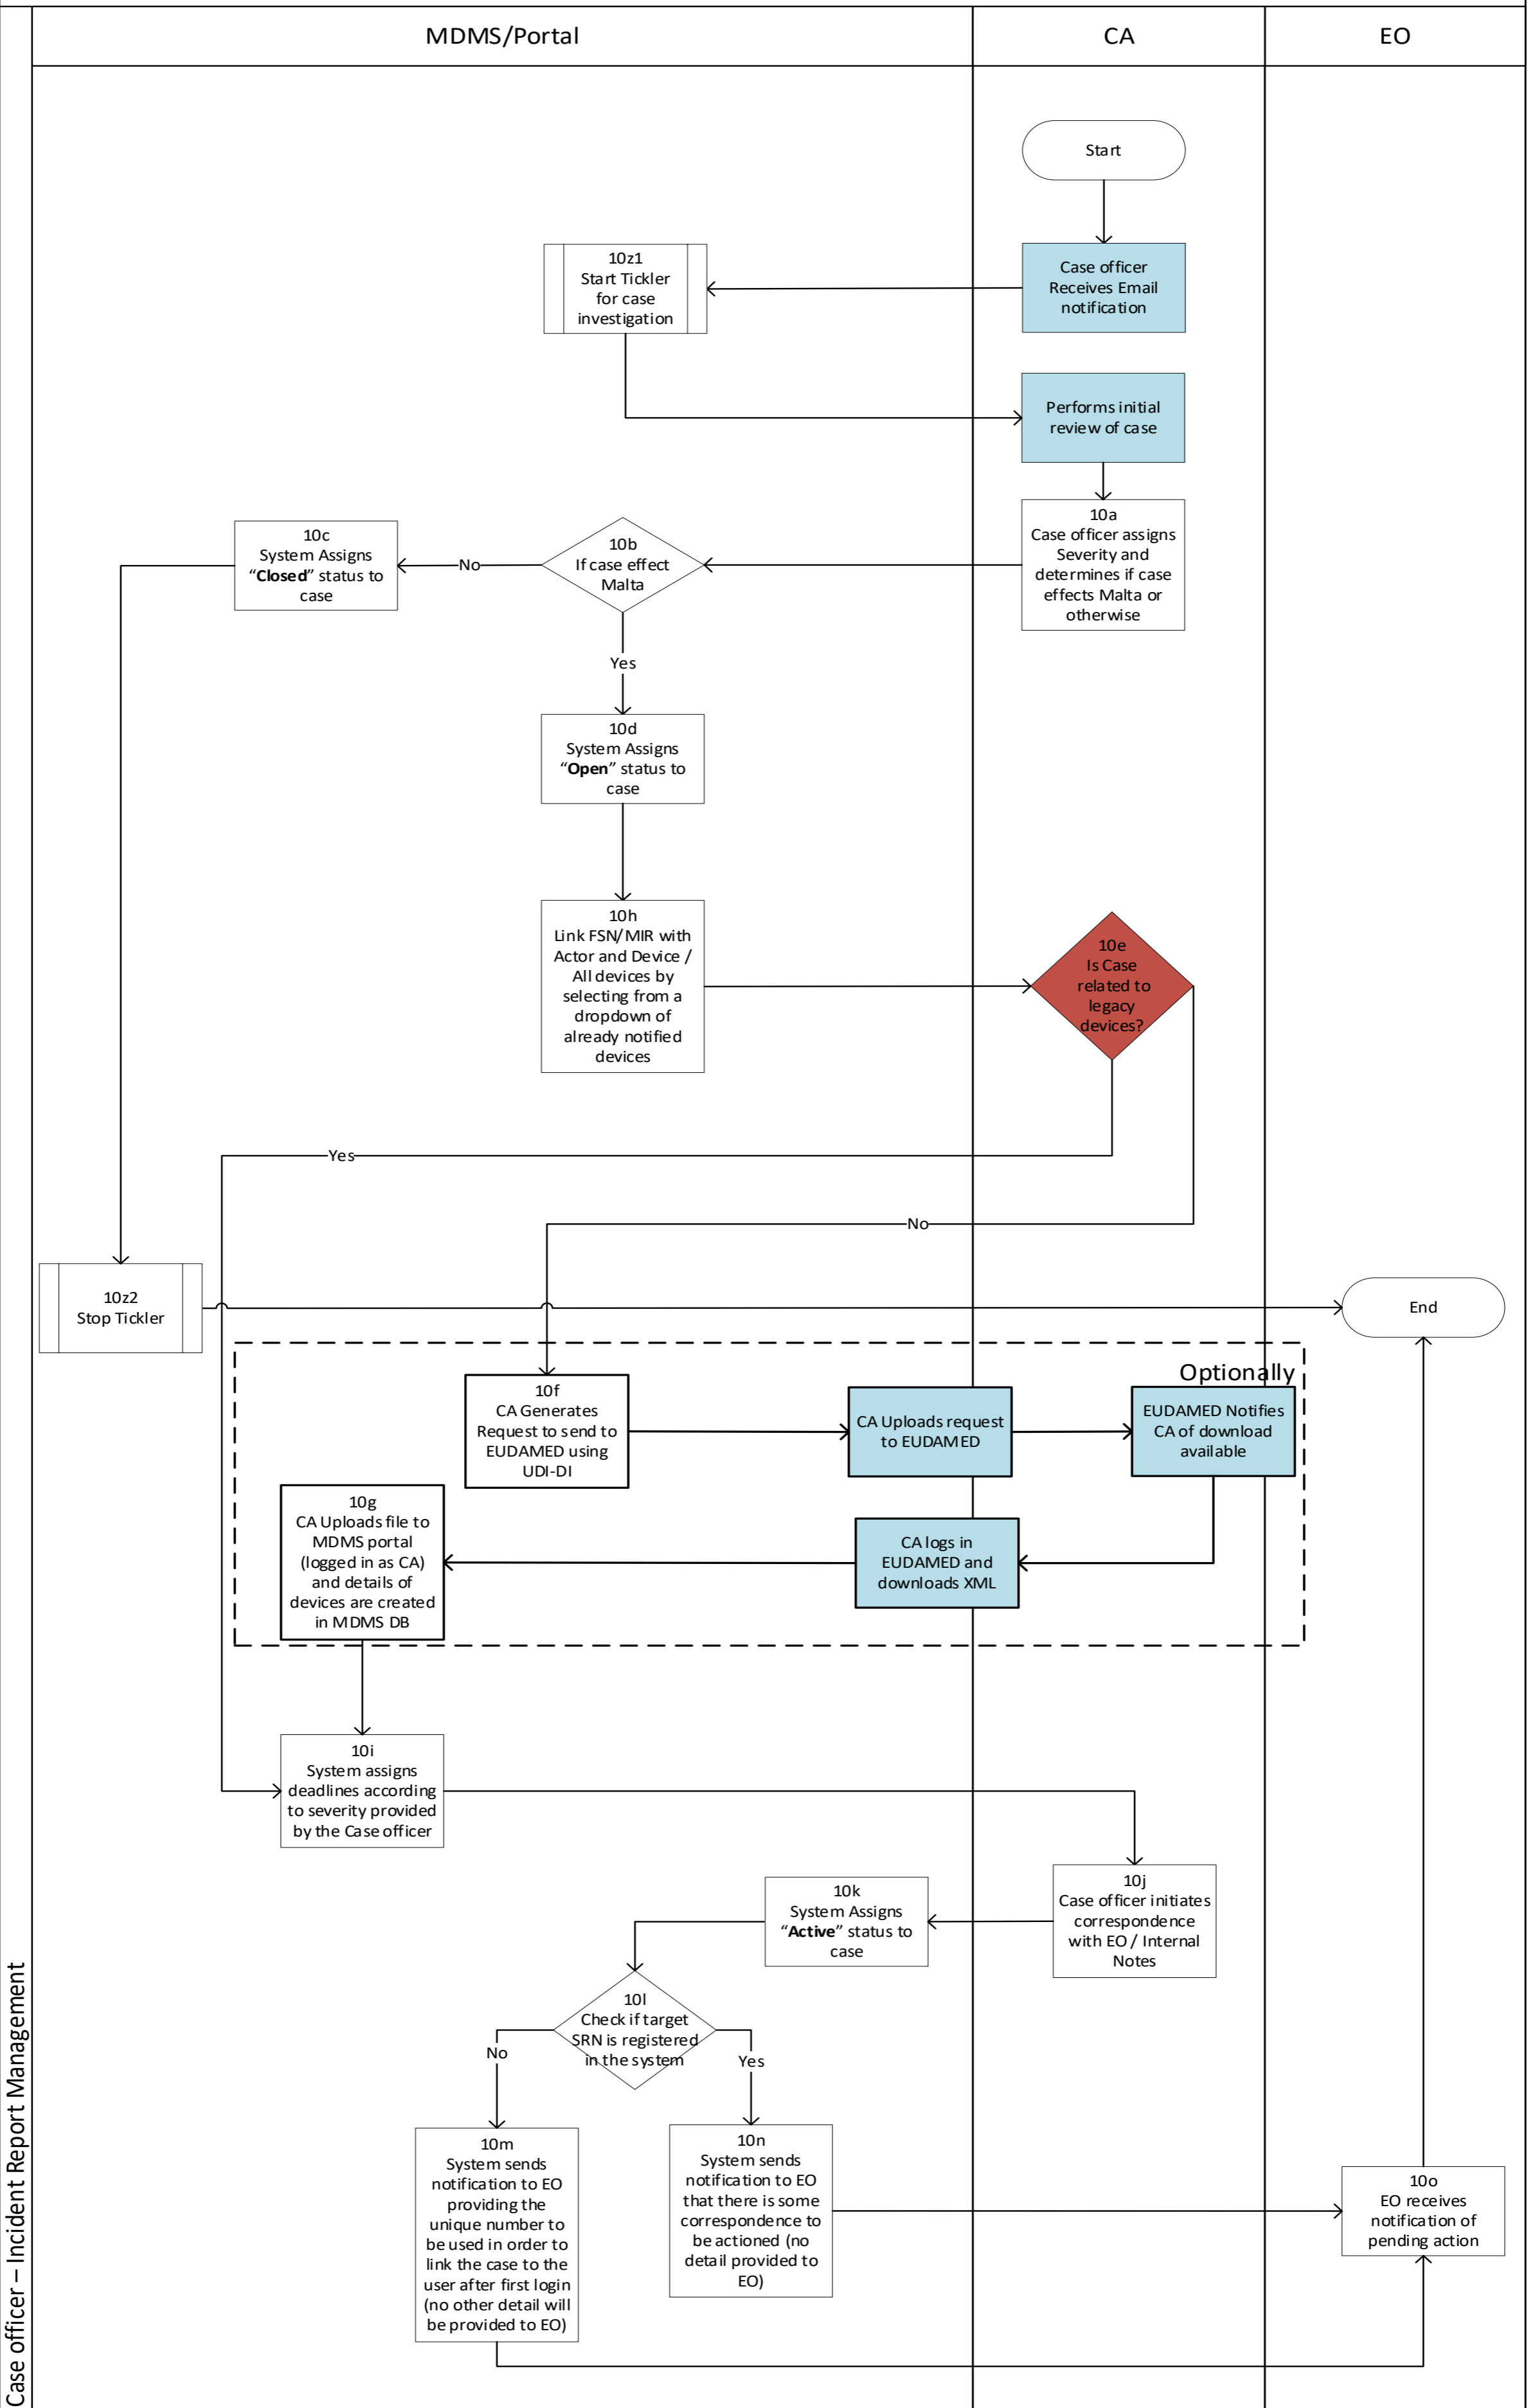 MDMS/Portal
CA
EO
Start
Case officer
Receives Email
notification
10z1
Start Tickler
for case
investigation
Performs initial
review of case
10a
Case officer assigns
Severity and
determines if case
effects Malta or
otherwise
10b
If case effect
Malta
No
10c
System Assigns
“Closed” status to
case
Yes
10d
System Assigns
“Open” status to
case
10h
Link FSN/MIR with
Actor and Device /
All devices by
selecting from a
dropdown of
already notified
devices
10e
Is Case
related to
legacy
devices?
Yes
No
10z2
Stop Tickler
End
Optionally
10f
CA Generates
Request to send to
EUDAMED using
UDI-DI
CA Uploads request
to EUDAMED
EUDAMED Notifies
CA of download
available
10g
CA Uploads file to
MDMS portal
(logged in as CA)
and details of
devices are created
in MDMS DB
CA logs in
EUDAMED and
downloads XML
10i
System assigns
deadlines according
to severity provided
by the Case officer
10j
Case officer initiates
correspondence
with EO / Internal
Notes
10k
System Assigns
“Active” status to
case
10l
Check if target
SRN is registered
in the system
No
Yes
10m
System sends
notification to EO
providing the
unique number to
be used in order to
link the case to the
user after first login
(no other detail will
be provided to EO)
10n
System sends
notification to EO
that there is some
correspondence to
be actioned (no
detail provided to
EO)
10o
EO receives
notification of
pending action
Case officer – Incident Report Management